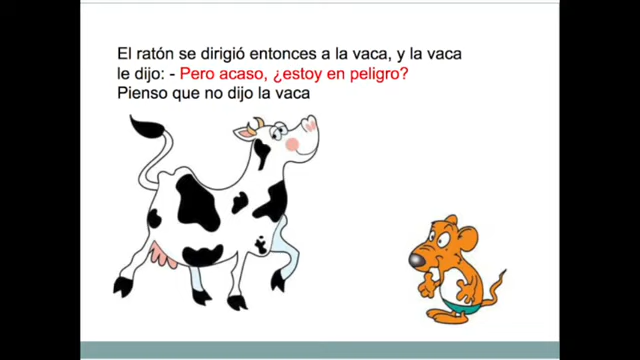 El ratón se dirigió entonces a la vaca, y la vaca
le dijo: - Pero acaso, ¿estoy en peligro?
Pienso que no dijo la vaca